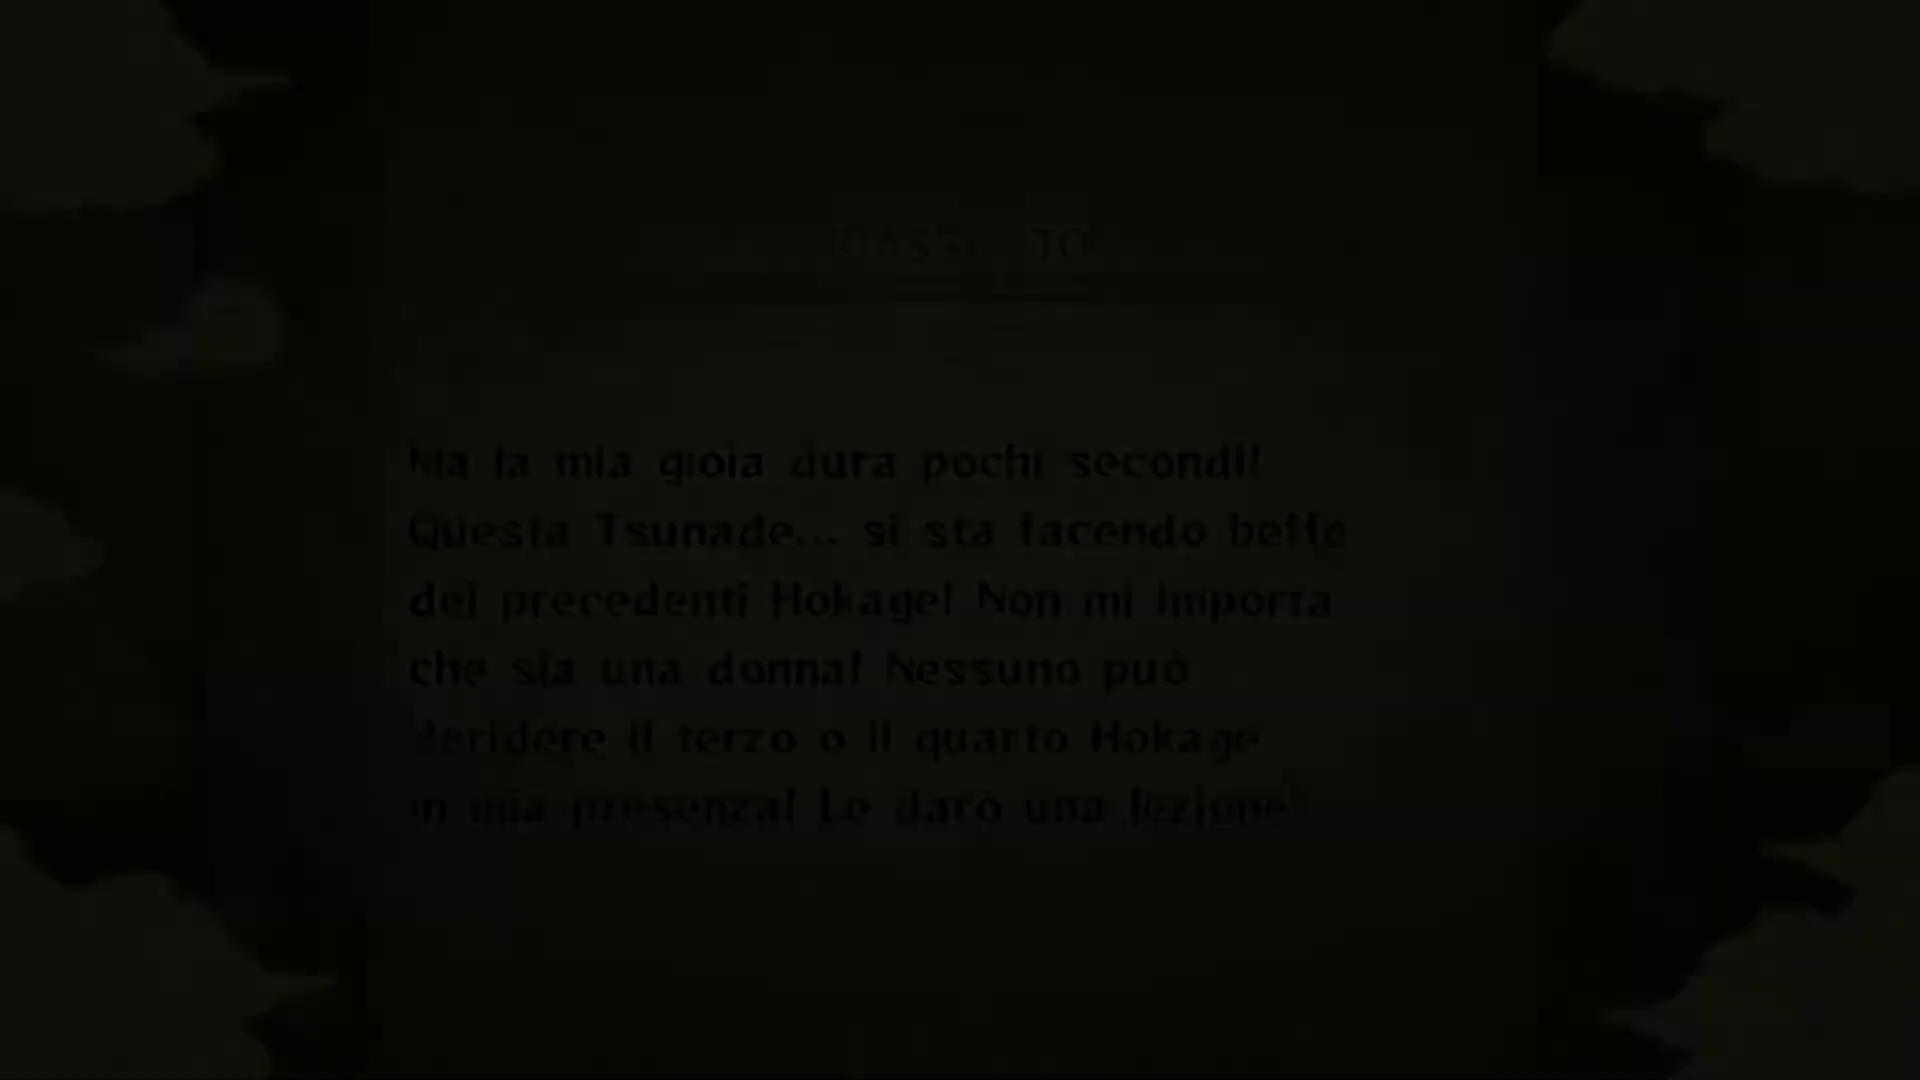 RIASSUNTO
Ma la mia gioia dura pochi secondi!
Questa Tsunade... si sta facendo beffe
dei precedenti Hokage! Non mi importa
che sia una donna! Nessuno può
deridere il terzo o il quarto Hokage
in mia presenza! Le darò una lezione!